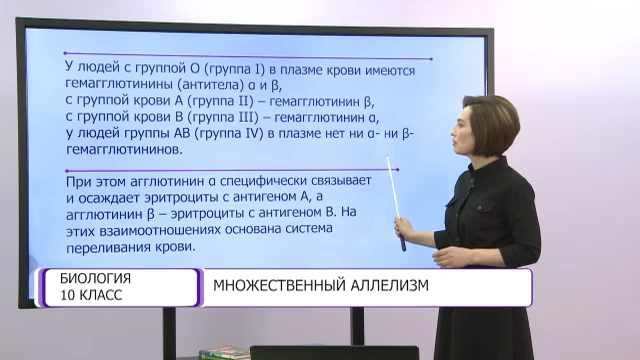 У людей с группой О (группа I) в плазме крови имеются
гемагглютинины (антитела) α и β,
с группой крови А (группа II) – гемагглютинин β,
с группой крови В (группа III) – гемагглютинин α,
у людей группы АВ (группа IV) в плазме нет ни α- ни β-
гемагглютининов.
При этом агглютинин α специфически связывает
и осаждает эритроциты с антигеном А, а
агглютинин β – эритроциты с антигеном В. На
этих взаимоотношениях основана система
переливания крови.
БИОЛОГИЯ
10 КЛАСС
МНОЖЕСТВЕННЫЙ АЛЛЕЛИЗМ